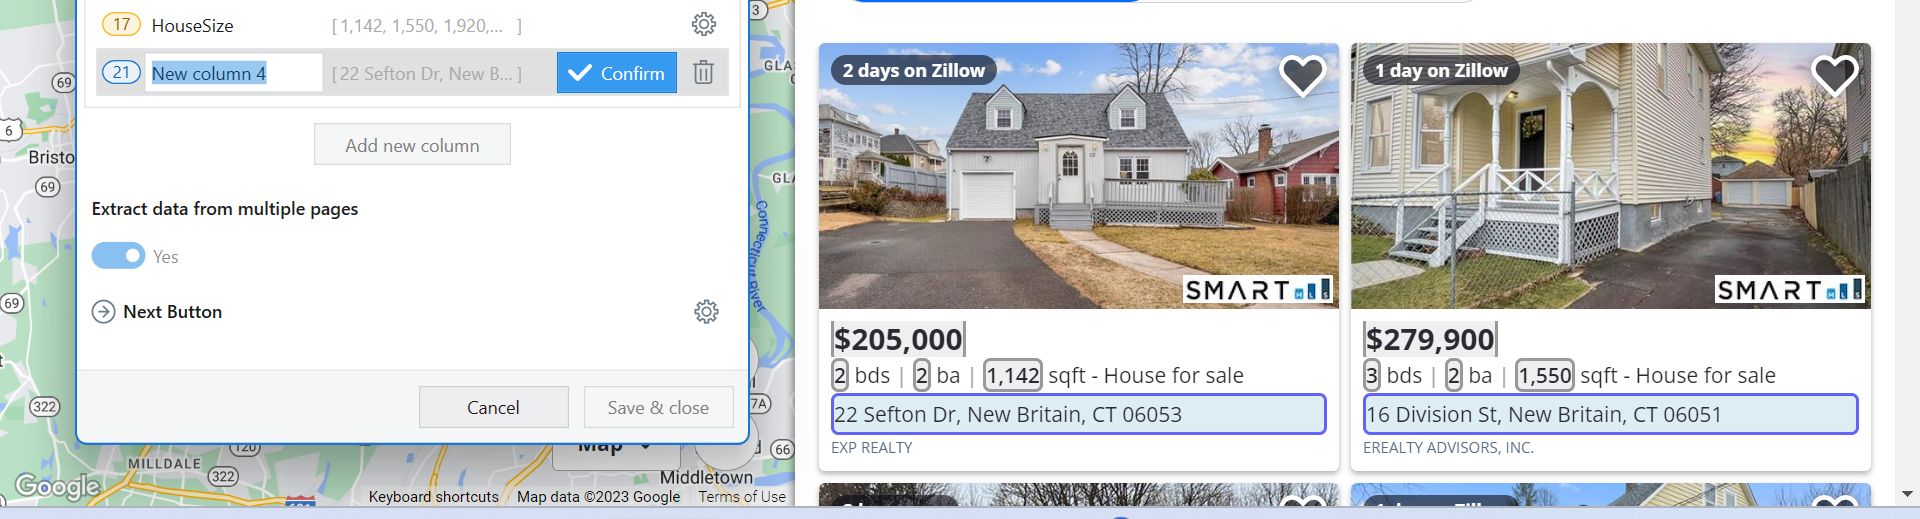 17 HouseSize [ 1,142, 1,550, 1,920,... ]
21 New column 4 [ 22 Sefton Dr, New B... ] Confirm
Add new column
Extract data from multiple pages
Yes
Next Button
Cancel Save & close
69
6
Bristo
69
69
322
MILLDALE
322
Google
3
GLAS
GLA
Connecticut River
7A
66
Map
Middletown
Keyboard shortcuts Map data ©2023 Google Terms of Use
2 days on Zillow
SMART MLS
$205,000
2 bds | 2 ba | 1,142 sqft - House for sale
22 Sefton Dr, New Britain, CT 06053
EXP REALTY
1 day on Zillow
SMART MLS
$279,900
3 bds | 2 ba | 1,550 sqft - House for sale
16 Division St, New Britain, CT 06051
EREALTY ADVISORS, INC.